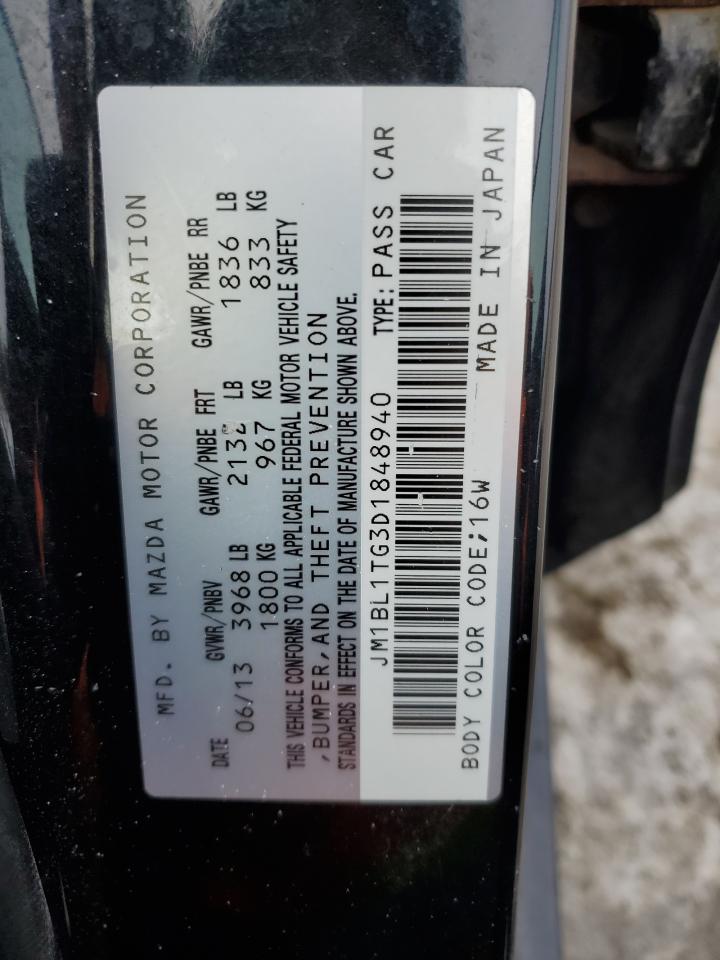 MFD. BY MAZDA MOTOR CORPORATION
DATE GVWR/PNBV GAWR/PNBE FRT GAWR/PNBE RR
06/13 3968 LB 2132 LB 1836 LB
1800 KG 967 KG 833 KG
THIS VEHICLE CONFORMS TO ALL APPLICABLE FEDERAL MOTOR VEHICLE SAFETY
,BUMPER,AND THEFT PREVENTION
STANDARDS IN EFFECT ON THE DATE OF MANUFACTURE SHOWN ABOVE.
JM1BL1TG3D1848940 TYPE: PASS CAR
BODY COLOR CODE;16W MADE IN JAPAN